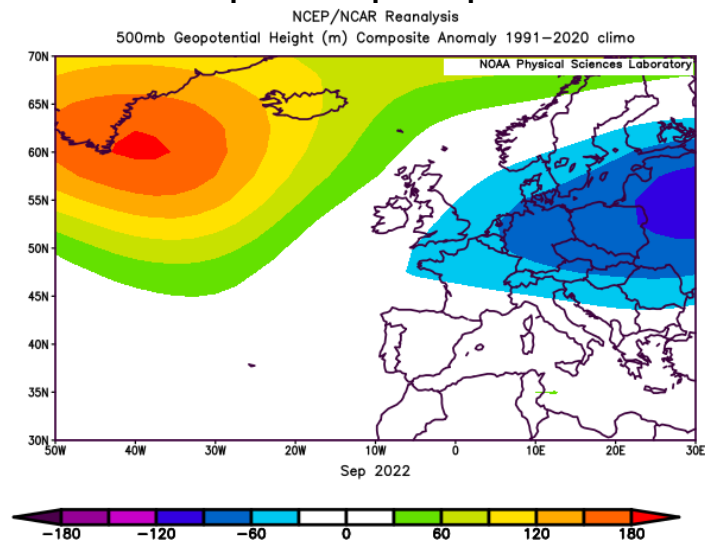 NCEP/NCAR Reanalysis
500mb Geopotential Height (m) Composite Anomaly 1991-2020 climo
NOAA Physical Sciences Laboratory
70N
65N
60N
55N
50N
45N
40N
35N
30N
50W 40W 30W 20W 10W 0 10E 20E 30E
Sep 2022
-180 -120 -60 0 60 120 180